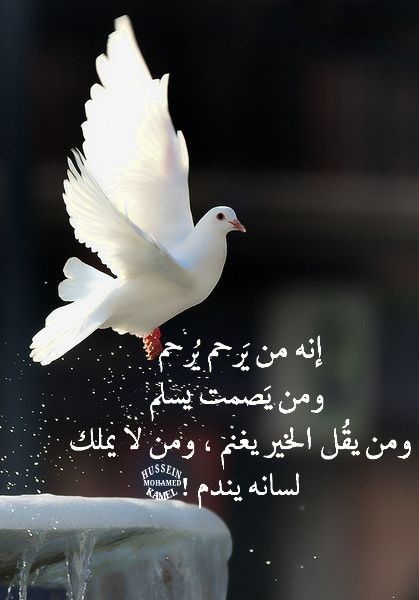 إنه من يَرحم يُرحم
ومن يَصمت يسلم
ومن يقُل الخير يغنم ، ومن لا يملك
لسانه يندم !
HUSSEIN
MOHAMED
KAMEL